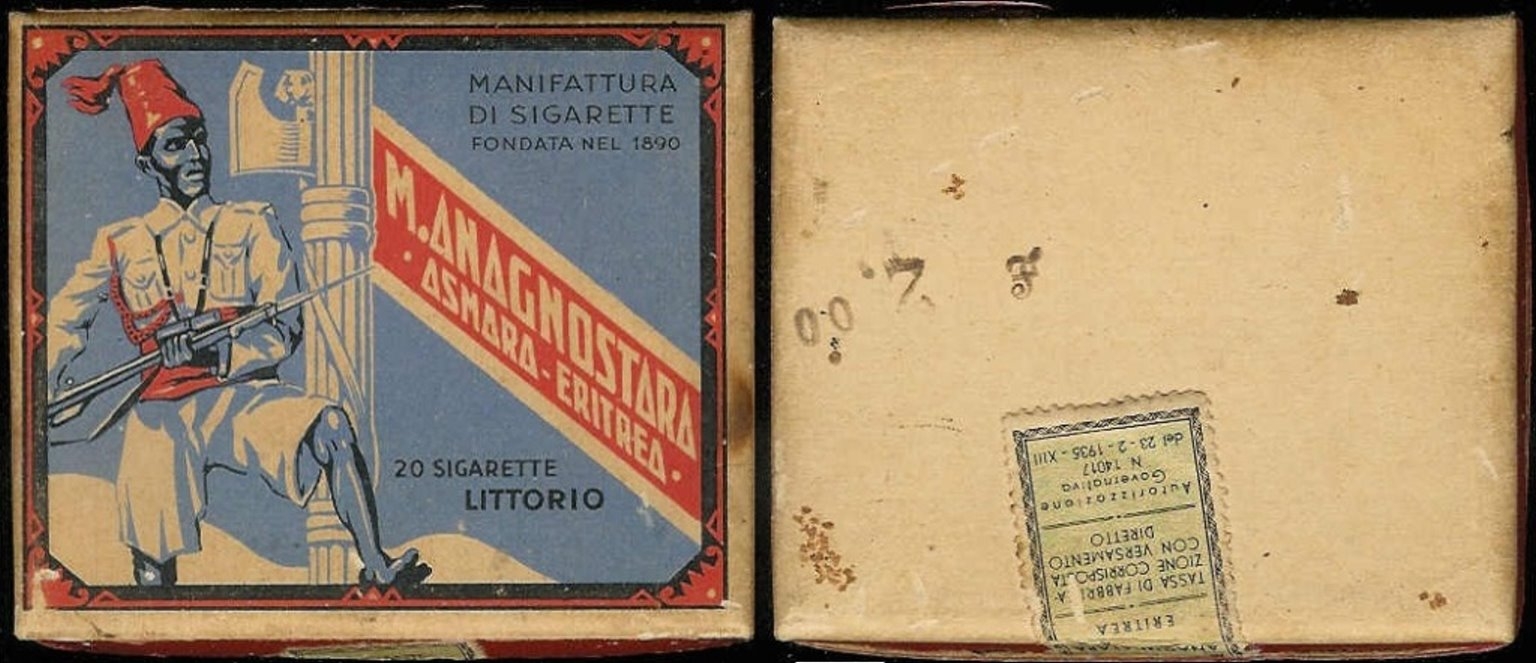 MANIFATTURA
DI SIGARETTE
FONDATA NEL 1890
M. ANAGNOSTARA
· ASMARA - ERITREA ·
20 SIGARETTE
LITTORIO
ERITREA
TASSA DI FABBRICA
ZIONE CORRISPOSTA
CON VERSAMENTO
DIRETTO
Autorizzazione
Governativa
N 14017
del 23 - 2 - 1935 - XIII